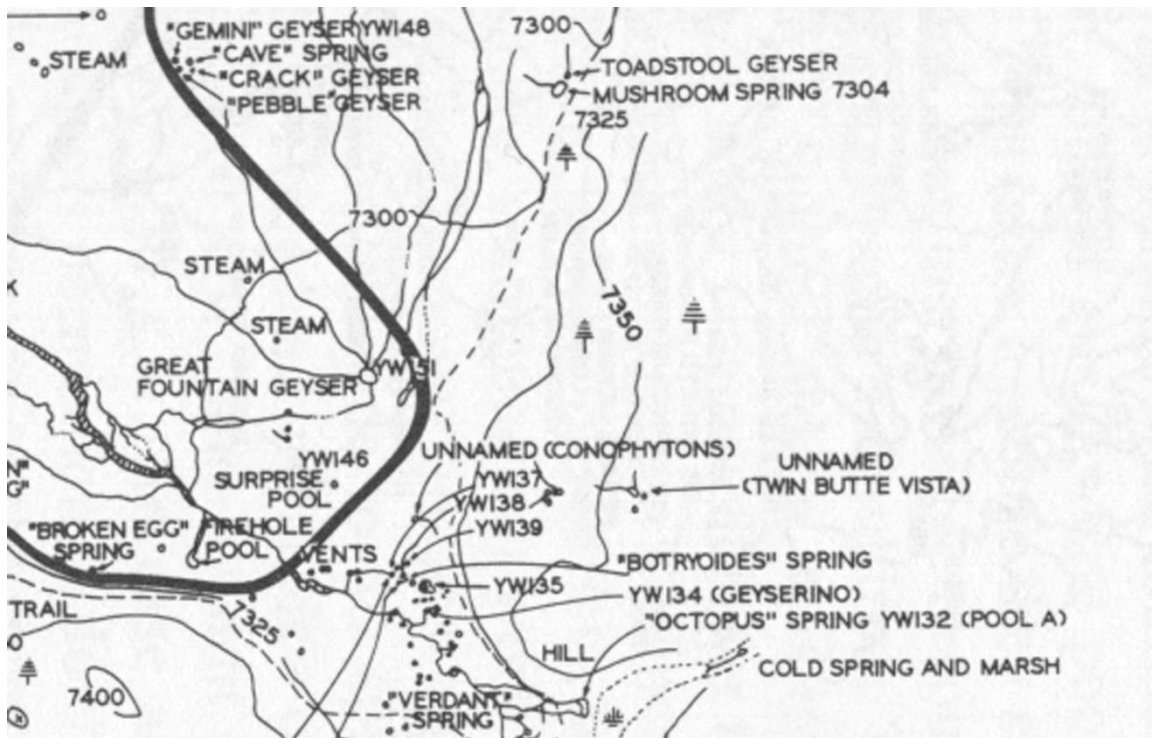 "GEMINI" GEYSER YW148
"CAVE" SPRING
"CRACK" GEYSER
"PEBBLE" GEYSER
STEAM
7300
TOADSTOOL GEYSER
MUSHROOM SPRING 7304
7325
7300
STEAM
STEAM
7350
GREAT
FOUNTAIN GEYSER
YW151
YW146
SURPRISE
POOL
UNNAMED (CONOPHYTONS)
YW137
YW138
YW139
UNNAMED
(TWIN BUTTE VISTA)
"BROKEN EGG"
SPRING
FIREHOLE
POOL
VENTS
"BOTRYOIDES" SPRING
YW135
YW134 (GEYSERINO)
"OCTOPUS" SPRING YW132 (POOL A)
TRAIL
7325
HILL
COLD SPRING AND MARSH
7400
"VERDANT"
SPRING